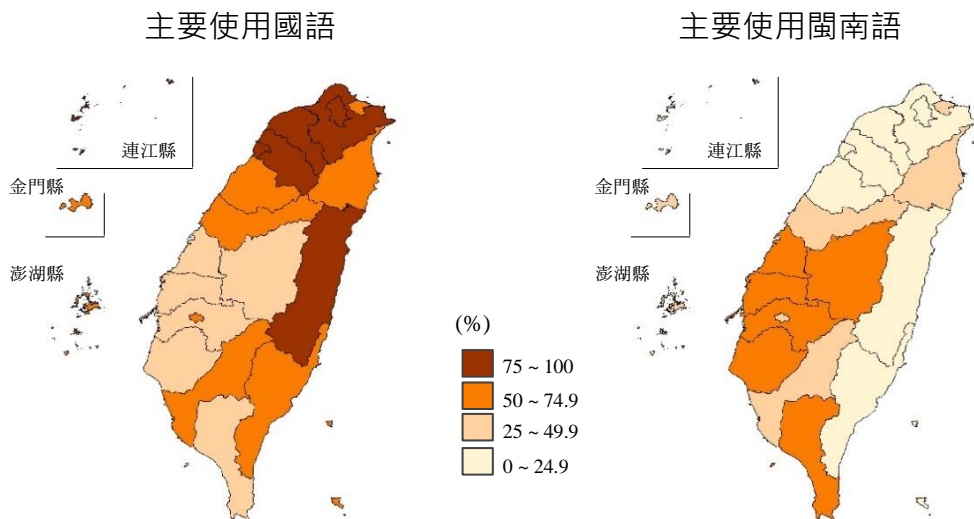 主要使用國語
主要使用閩南語
連江縣
金門縣
澎湖縣
連江縣
金門縣
澎湖縣
(%)
75 ~ 100
50 ~ 74.9
25 ~ 49.9
0 ~ 24.9